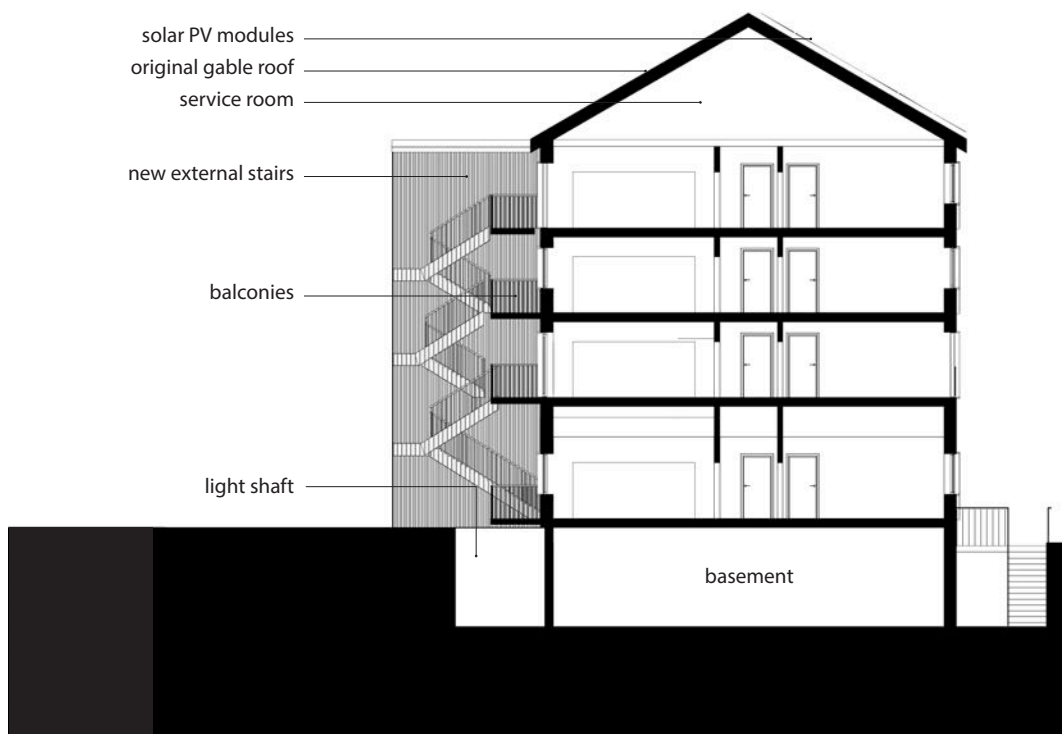 solar PV modules
original gable roof
service room
new external stairs
balconies
light shaft
basement